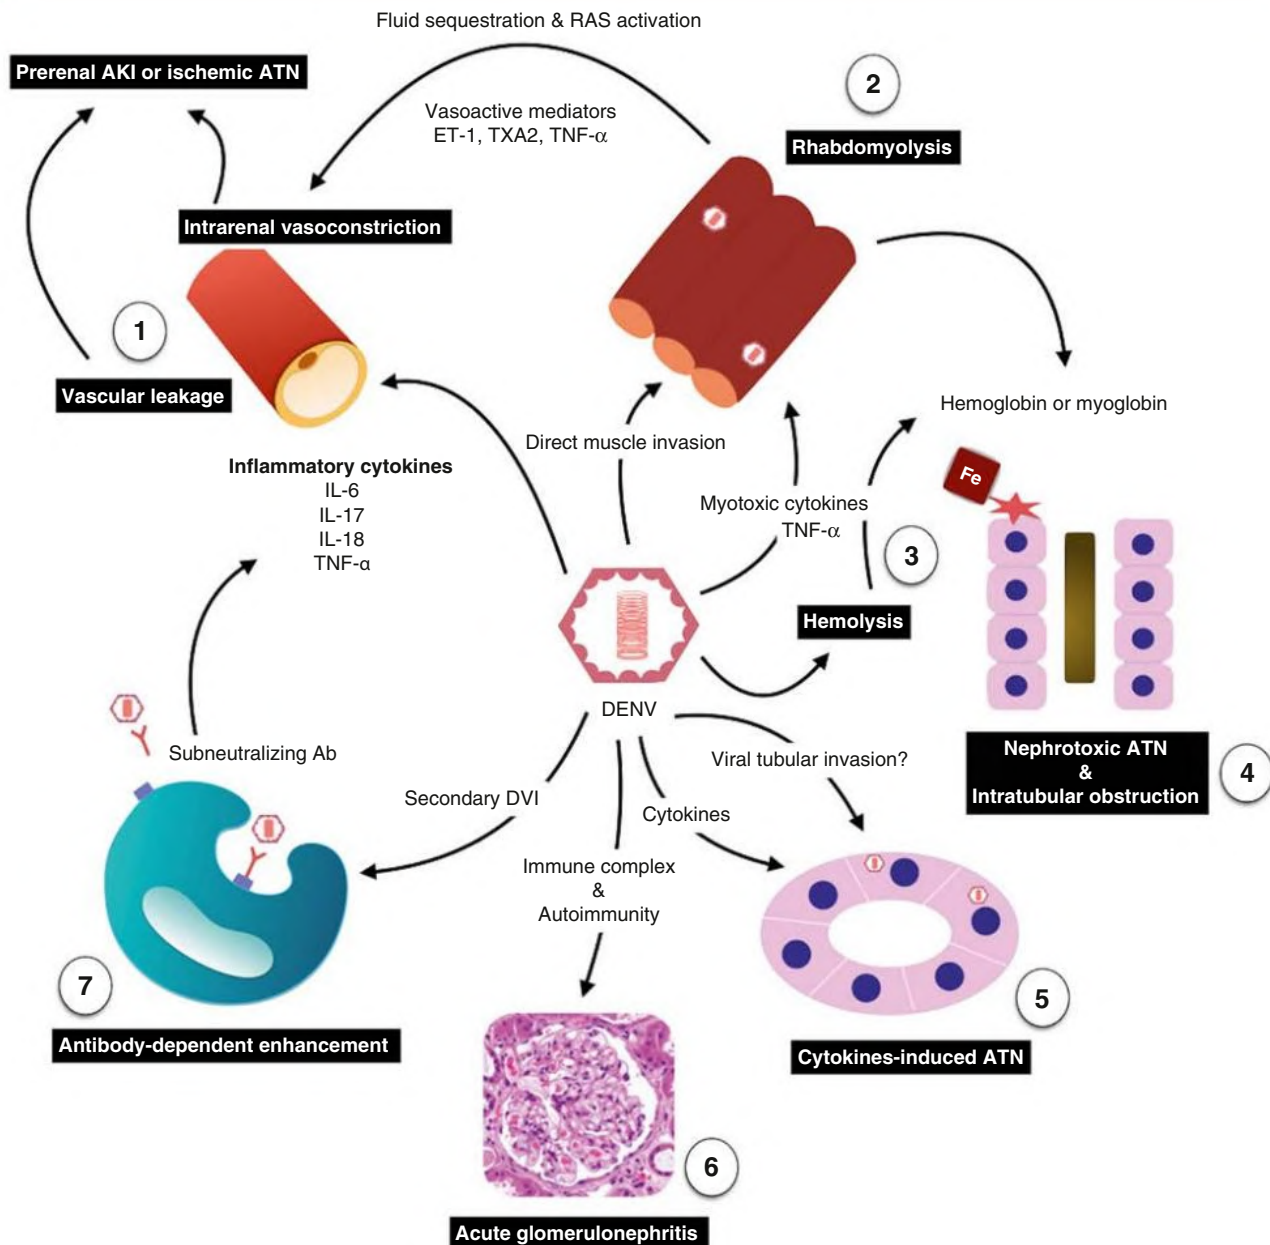 Fluid sequestration & RAS activation
Prerenal AKI or ischemic ATN
2
Vasoactive mediators
ET-1, TXA2, TNF-α
Rhabdomyolysis
Intrarenal vasoconstriction
1
Vascular leakage
Hemoglobin or myoglobin
Direct muscle invasion
Inflammatory cytokines
IL-6
IL-17
IL-18
TNF-α
Fe
Myotoxic cytokines
TNF-α
3
Hemolysis
DENV
Subneutralizing Ab
Viral tubular invasion?
Nephrotoxic ATN
&
Intratubular obstruction
4
Secondary DVI
Cytokines
Immune complex
&
Autoimmunity
7
5
Antibody-dependent enhancement
Cytokines-induced ATN
6
Acute glomerulonephritis